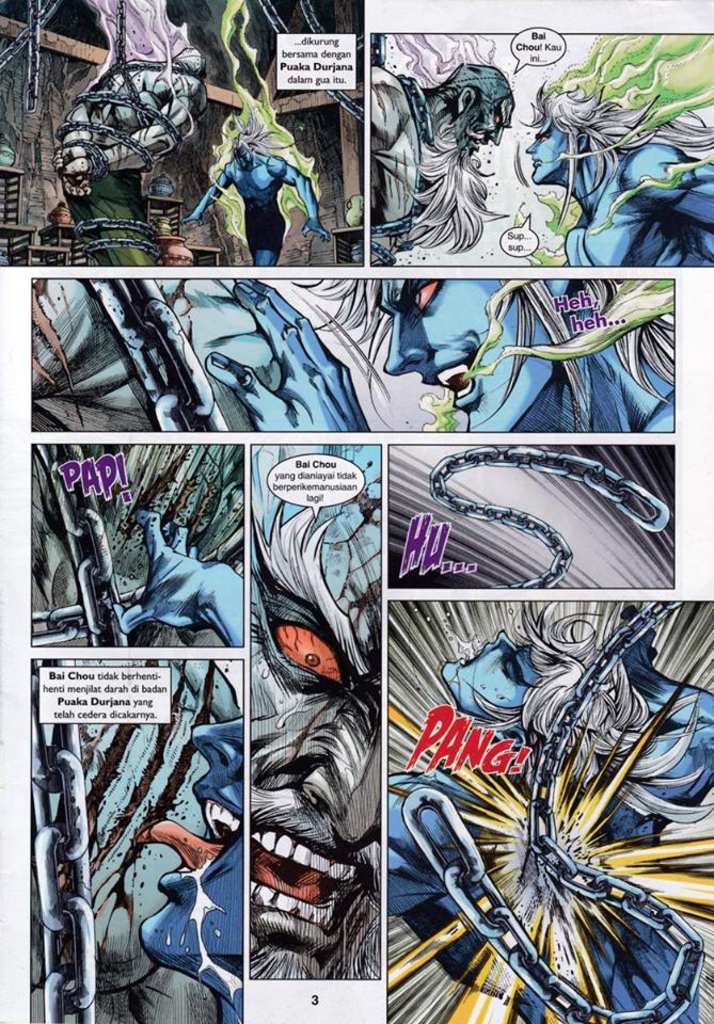 ...dikurung
bersama dengan
Puaka Durjana
dalam gua itu.
Bai
Chou! Kau
ini...
Sup...
sup...
Heh,
heh...
PAP!
Bai Chou
yang dianiayai tidak
berperikemanusiaan
lagi!
HU...
Bai Chou tidak berhenti-
henti menjilat darah di badan
Puaka Durjana yang
telah cedera dicakarnya.
PANG!
3